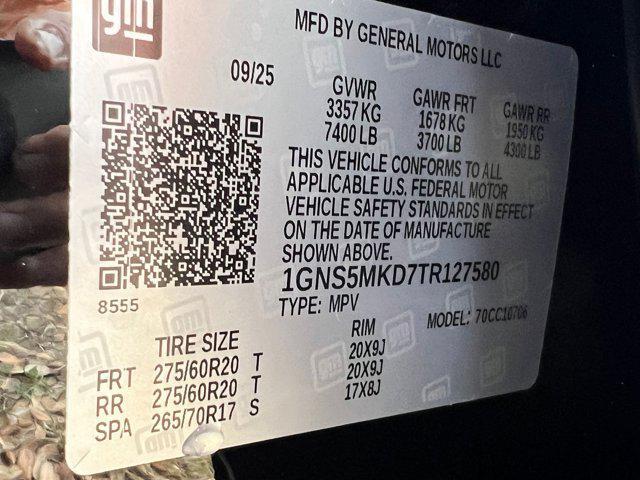 gm
MFD BY GENERAL MOTORS LLC
09/25
GVWR GAWR FRT GAWR RR
3357 KG 1678 KG 1950 KG
7400 LB 3700 LB 4300 LB
THIS VEHICLE CONFORMS TO ALL
APPLICABLE U.S. FEDERAL MOTOR
VEHICLE SAFETY STANDARDS IN EFFECT
ON THE DATE OF MANUFACTURE
SHOWN ABOVE.
1GNS5MKD7TR127580
8555
TYPE: MPV
MODEL: 70CC10706
TIRE SIZE RIM
FRT 275/60R20 T 20X9J
RR 275/60R20 T 20X9J
SPA 265/70R17 S 17X8J